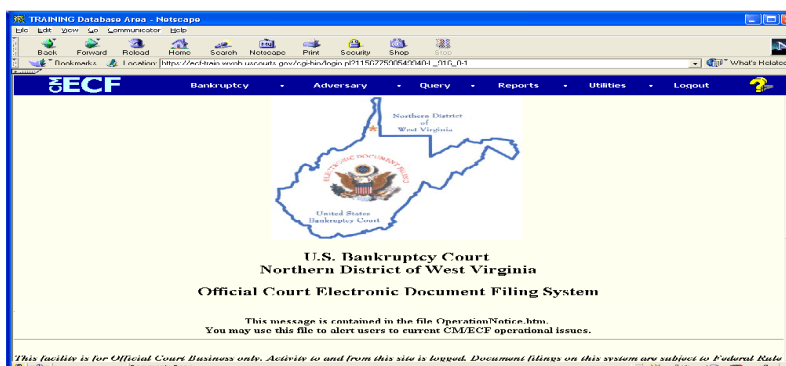 TRAINING Database Area - Netscape
File Edit View Go Communicator Help
Back Forward Reload Home Search Netscape Print Security Shop Stop
Bookmarks Location: What's Related
CM ECF Bankruptcy Adversary Query Reports Utilities Logout ?
Northern District
of
West Virginia
ELECTRONIC DOCUMENT FILING
United States
Bankruptcy Court
U.S. Bankruptcy Court
Northern District of West Virginia
Official Court Electronic Document Filing System
This message is contained in the file OperationNotice.htm.
You may use this file to alert users to current CM/ECF operational issues.
This facility is for Official Court Business only. Activity to and from this site is logged. Document filings on this system are subject to Federal Rule